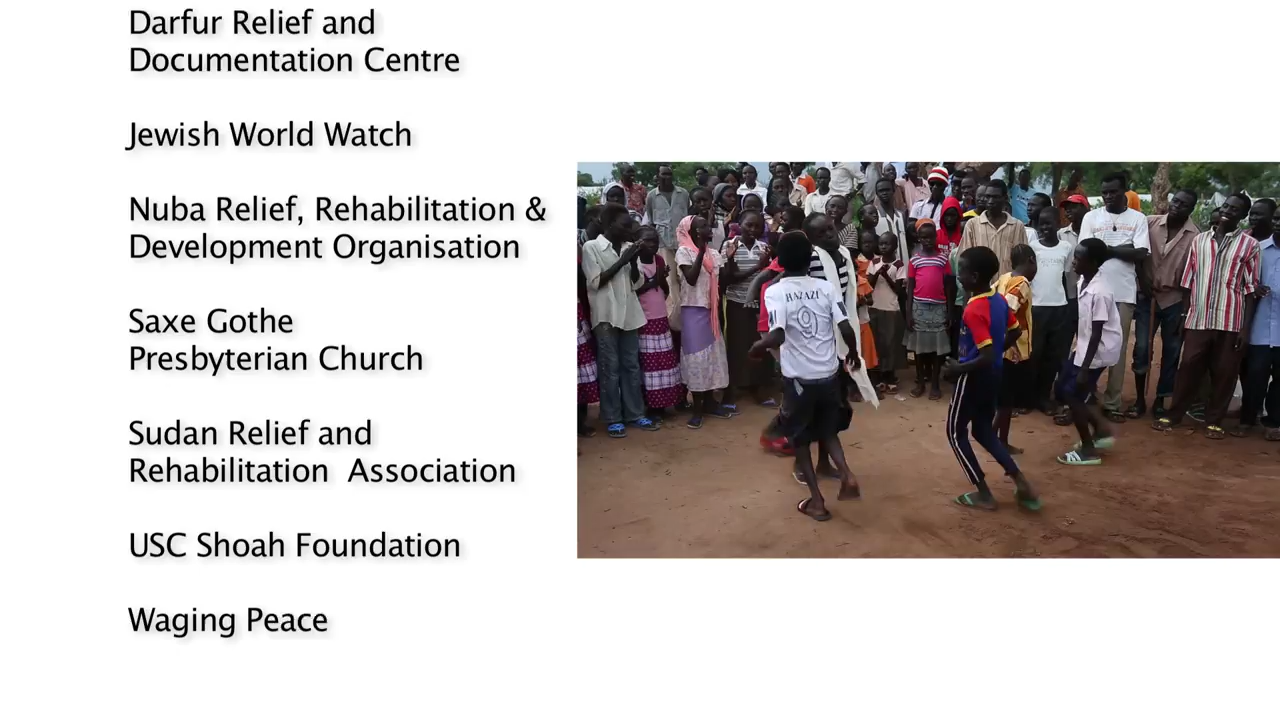 Darfur Relief and
Documentation Centre
Jewish World Watch
Nuba Relief, Rehabilitation &
Development Organisation
Saxe Gothe
Presbyterian Church
Sudan Relief and
Rehabilitation  Association
USC Shoah Foundation
Waging Peace
9